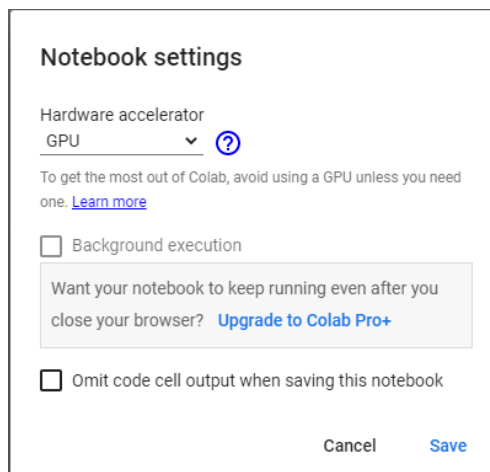 Notebook settings
Hardware accelerator
GPU
?
To get the most out of Colab, avoid using a GPU unless you need
one. Learn more
Background execution
Want your notebook to keep running even after you
close your browser? Upgrade to Colab Pro+
Omit code cell output when saving this notebook
Cancel Save